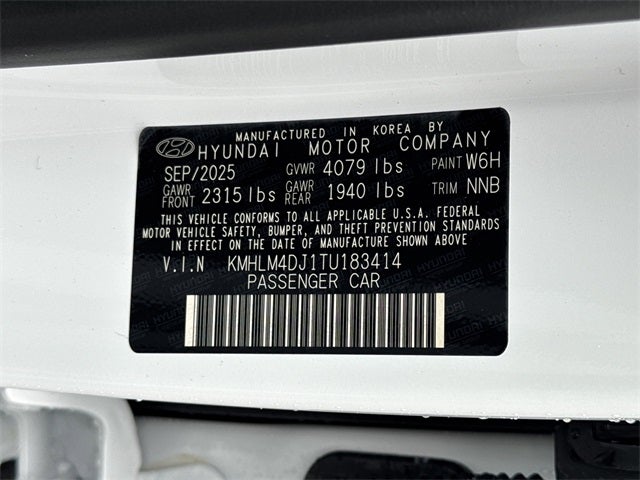 MANUFACTURED IN KOREA BY
HYUNDAI MOTOR COMPANY
SEP/2025 GVWR 4079 lbs PAINT W6H
GAWR FRONT 2315 lbs GAWR REAR 1940 lbs TRIM NNB
THIS VEHICLE CONFORMS TO ALL APPLICABLE U.S.A. FEDERAL
MOTOR VEHICLE SAFETY, BUMPER, AND THEFT PREVENTION STANDARDS
IN EFFECT ON THE DATE OF MANUFACTURE SHOWN ABOVE
V.I.N KMHLM4DJ1TU183414
PASSENGER CAR